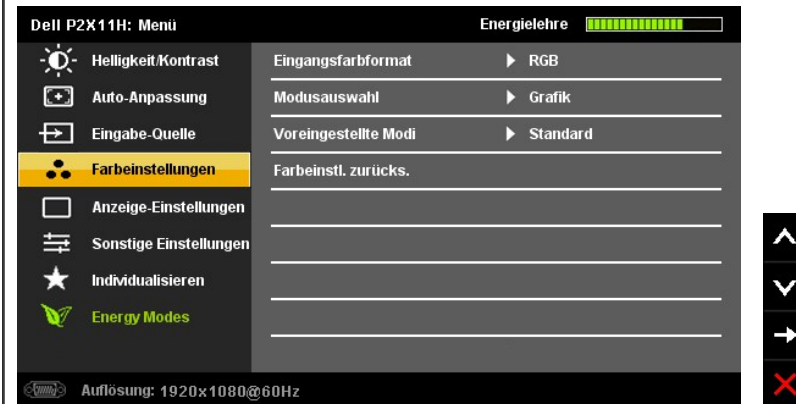 Dell P2X11H: Menü Energielehre
Helligkeit/Kontrast Eingangsfarbformat RGB
Auto-Anpassung Modusauswahl Grafik
Eingabe-Quelle Voreingestellte Modi Standard
Farbeinstellungen Farbeinstl. zurücks.
Anzeige-Einstellungen
Sonstige Einstellungen
Individualisieren
Energy Modes
Auflösung: 1920x1080@60Hz